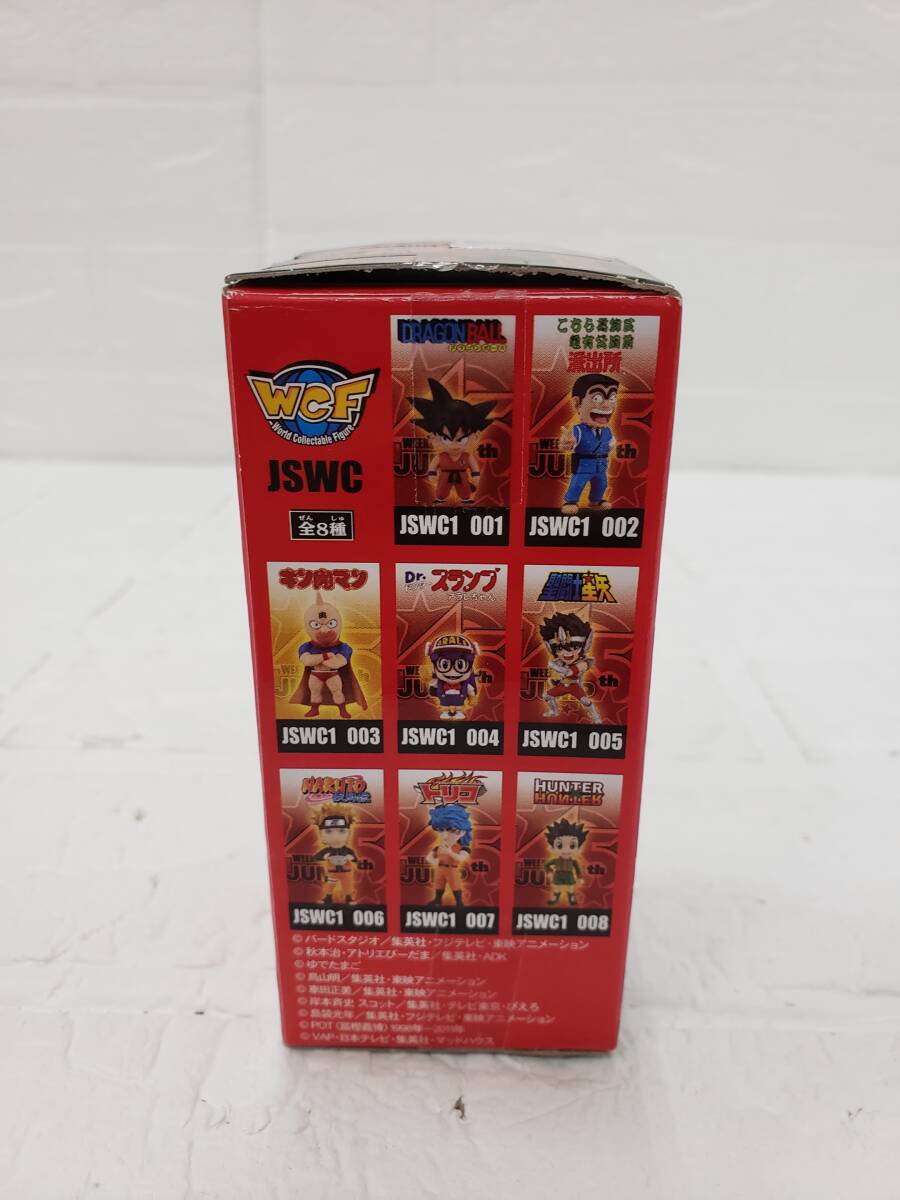 WCF
World Collectable Figure
JSWC
ぜん しゅ
全8種
DRAGON BALL
ドラゴンボール
JSWC1 001
こちら葛飾区
亀有公園前
派出所
JSWC1 002
キン肉マン
JSWC1 003
Dr.スランプ
アラレちゃん
JSWC1 004
聖闘士星矢
JSWC1 005
NARUTO
JSWC1 006
トリコ
JSWC1 007
HUNTER
HUNTER
JSWC1 008
©バードスタジオ/集英社・フジテレビ・東映アニメーション
©秋本治・アトリエびーだま/集英社・ADK
©ゆでたまご
©鳥山明/集英社・東映アニメーション
©車田正美/集英社・東映アニメーション
©岸本斉史 スコット/集英社・テレビ東京・ぴえろ
©島袋光年/集英社・フジテレビ・東映アニメーション
©POT(冨樫義博)1998年-2011年
©VAP・日本テレビ・集英社・マッドハウス